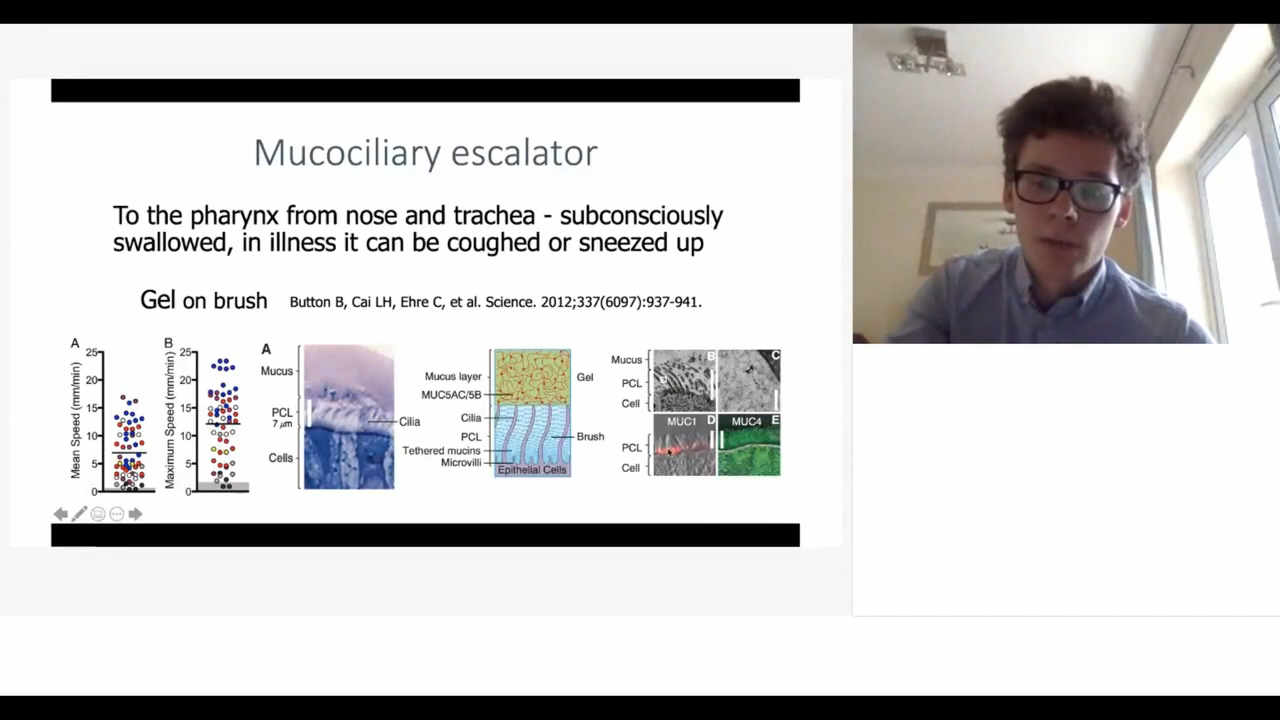 Mucociliary escalator
To the pharynx from nose and trachea - subconsciously
swallowed, in illness it can be coughed or sneezed up
Gel on brush
Button B, Cai LH, Ehre C, et al. Science. 2012;337(6097):937-941.
A
Mean Speed (mm/min)
25
20
15
10
5
0
B
Maximum Speed (mm/min)
25
20
15
10
5
0
A
Mucus
PCL
7 μm
Cells
Cilia
Mucus layer
MUC5AC/5B
Cilia
PCL
Tethered mucins
Microvilli
Gel
Brush
Epithelial Cells
Mucus
PCL
Cell
B
C
MUC1
D
MUC4
E
PCL
Cell